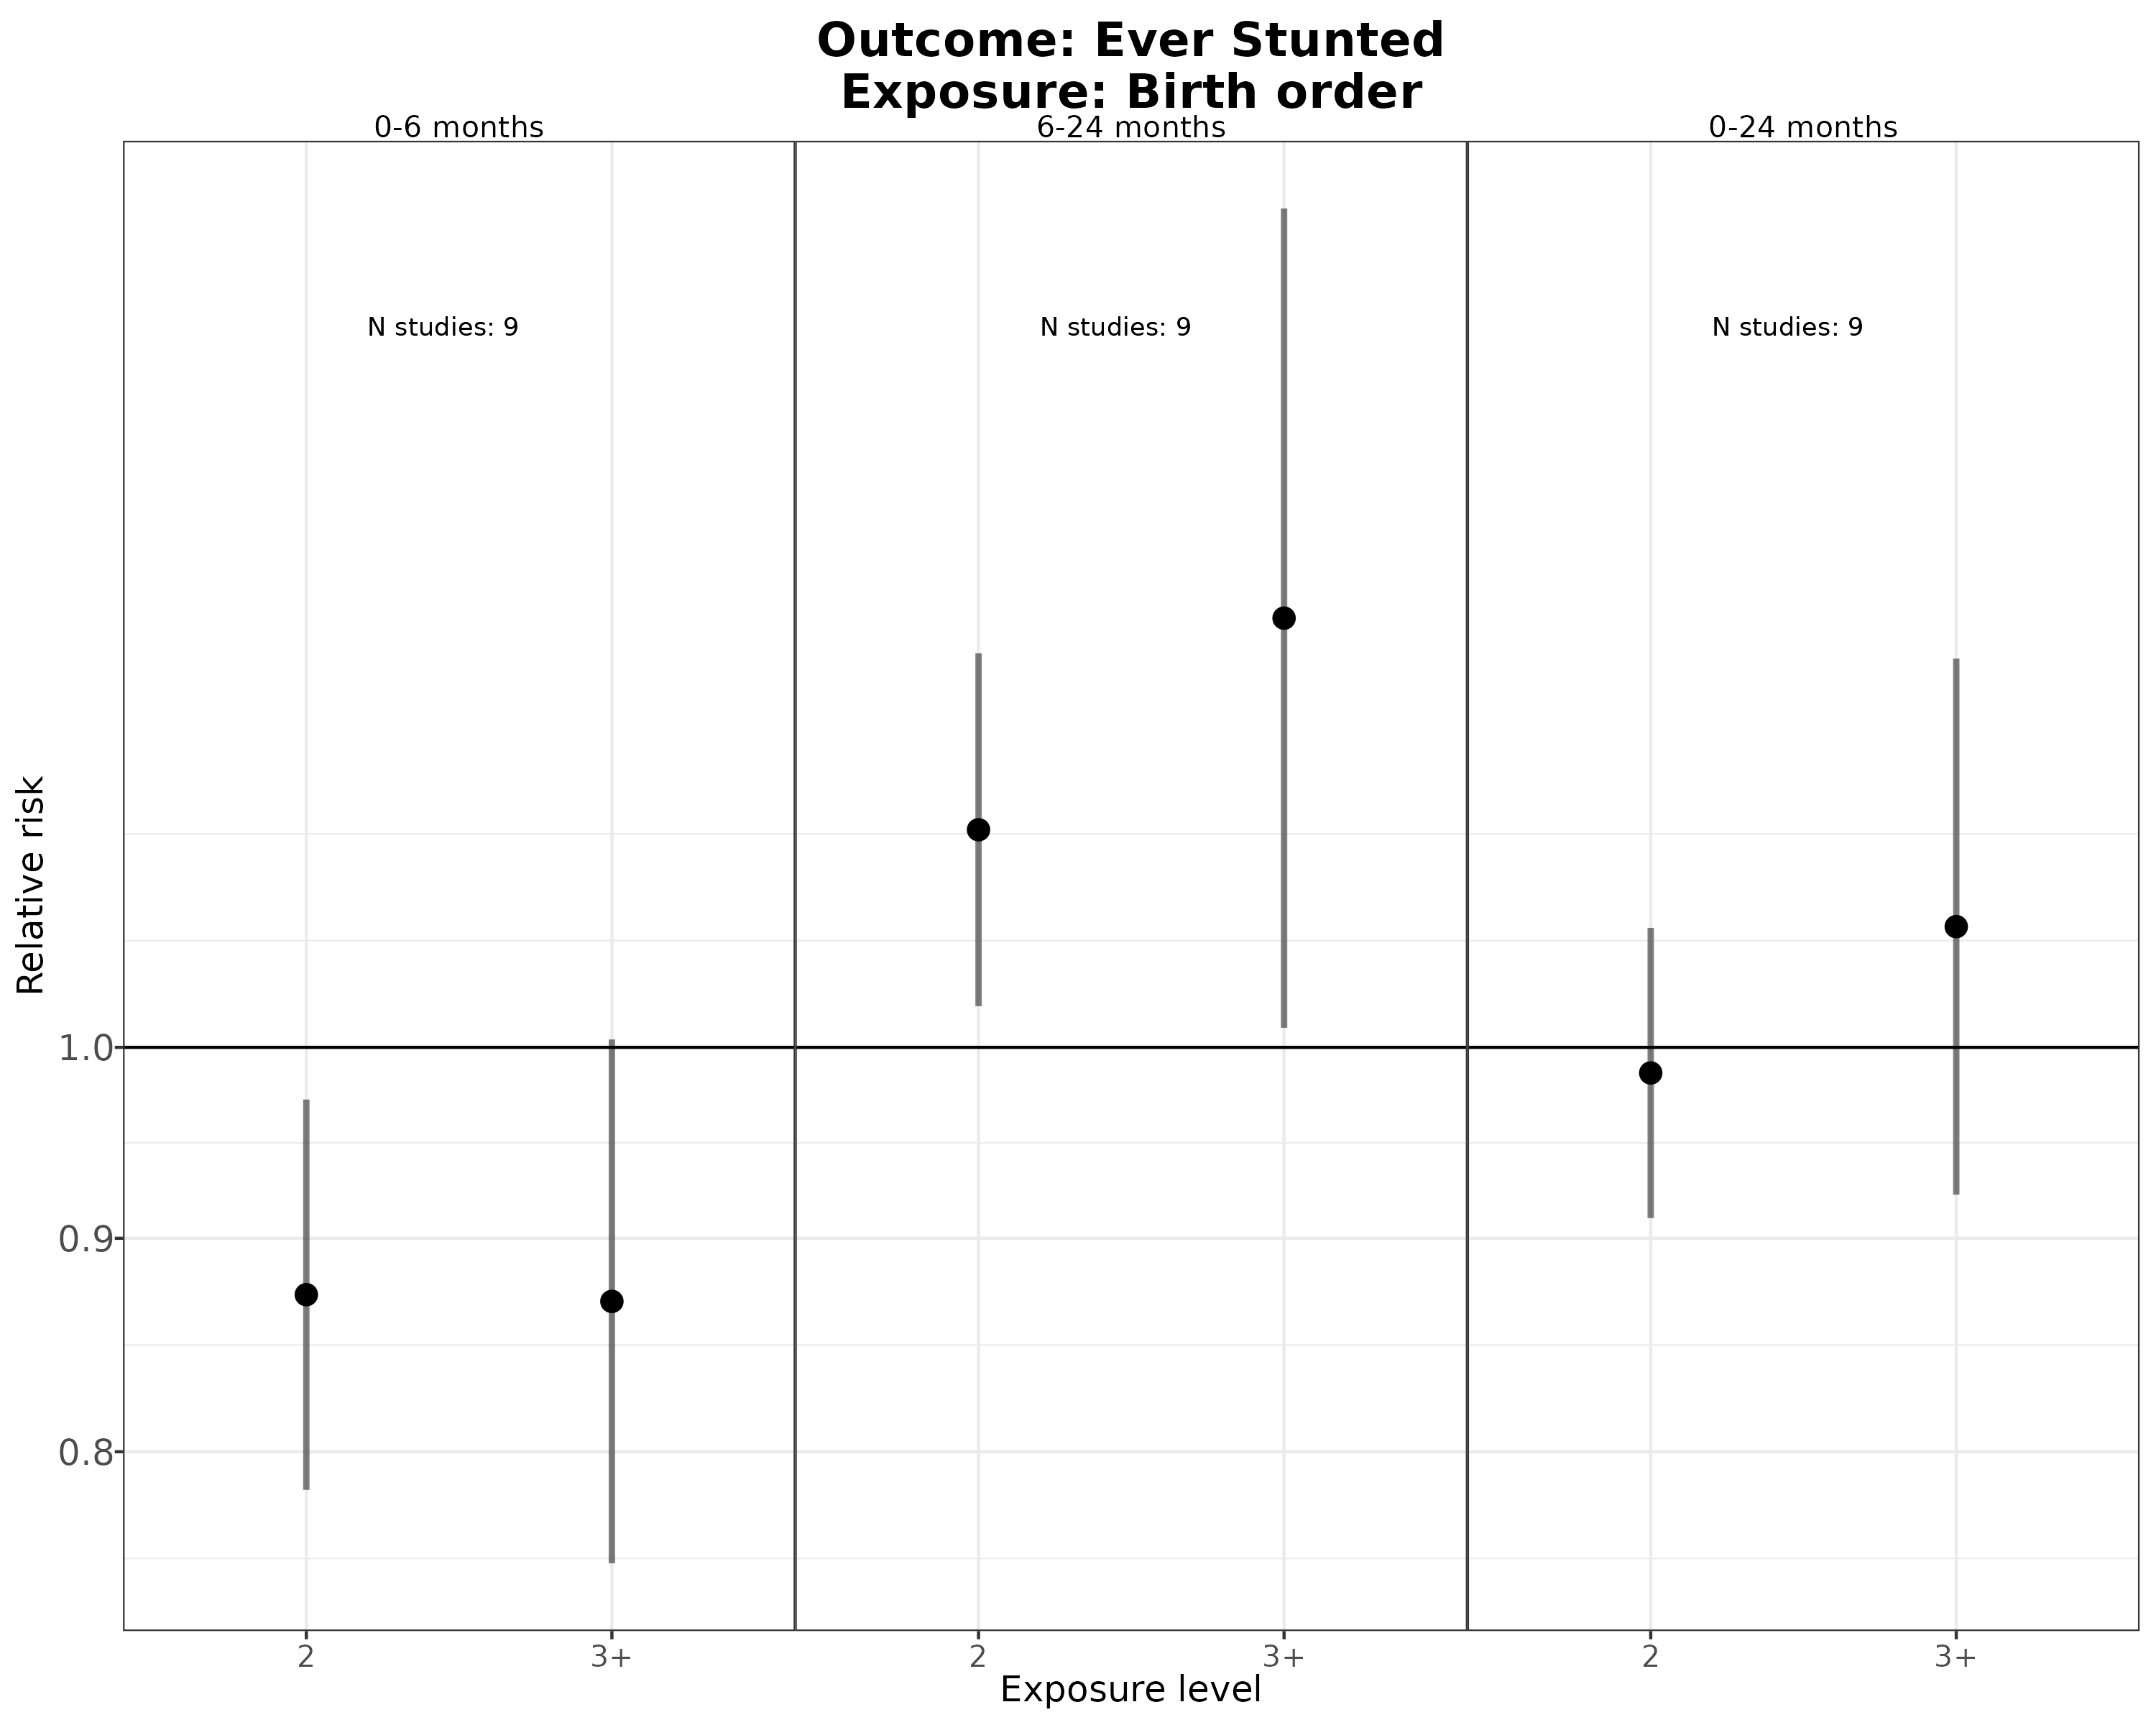 Outcome: Ever Stunted
Exposure: Birth order
0-6 months
6-24 months
0-24 months
N studies: 9
N studies: 9
N studies: 9
Relative risk
1.0
0.9
0.8
2
3+
2
3+
2
3+
Exposure level